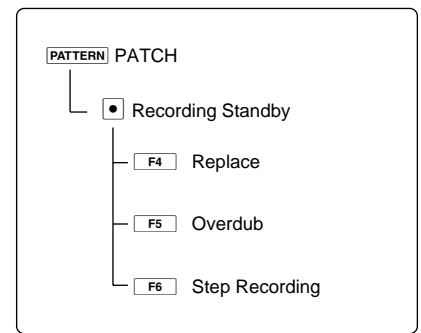 PATTERN PATCH
Recording Standby
F4 Replace
F5 Overdub
F6 Step Recording